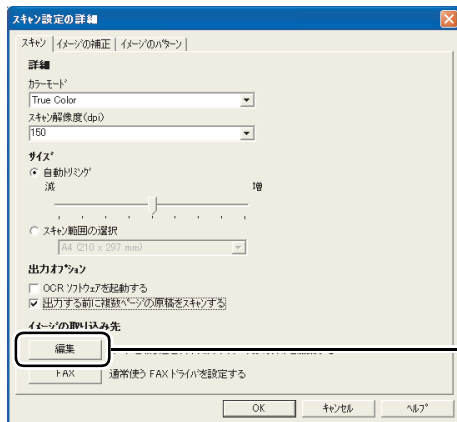 スキャン設定の詳細
スキャン イメージの補正 イメージのパターン
詳細
カラーモード
True Color
スキャン解像度(dpi)
150
サイズ
自動トリミング
減 増
スキャン範囲の選択
A4 (210 x 297 mm)
出力オプション
OCR ソフトウェアを起動する
出力する前に複数ページの原稿をスキャンする
イメージの取り込み先
編集
FAX 通常使う FAX ドライバを設定する
OK キャンセル ヘルプ